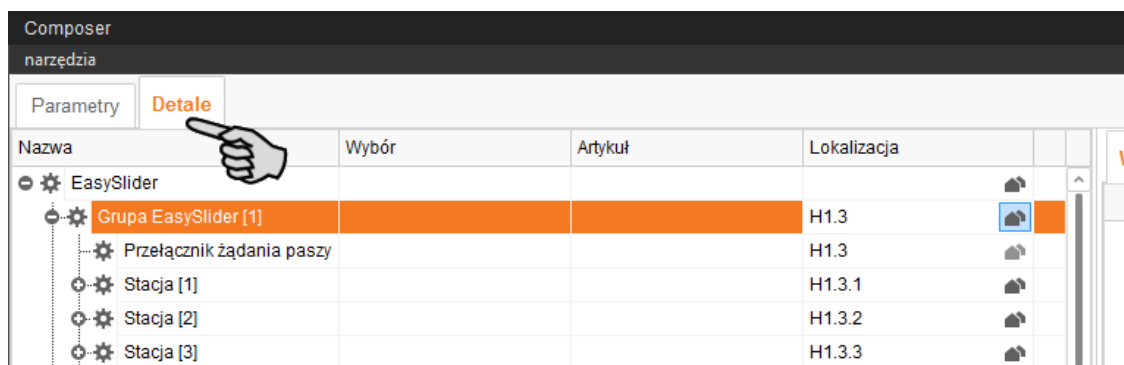 Composer
narzędzia
Parametry Detale
Nazwa Wybór Artykuł Lokalizacja
EasySlider
Grupa EasySlider [1] H1.3
Przełącznik żądania paszy H1.3
Stacja [1] H1.3.1
Stacja [2] H1.3.2
Stacja [3] H1.3.3